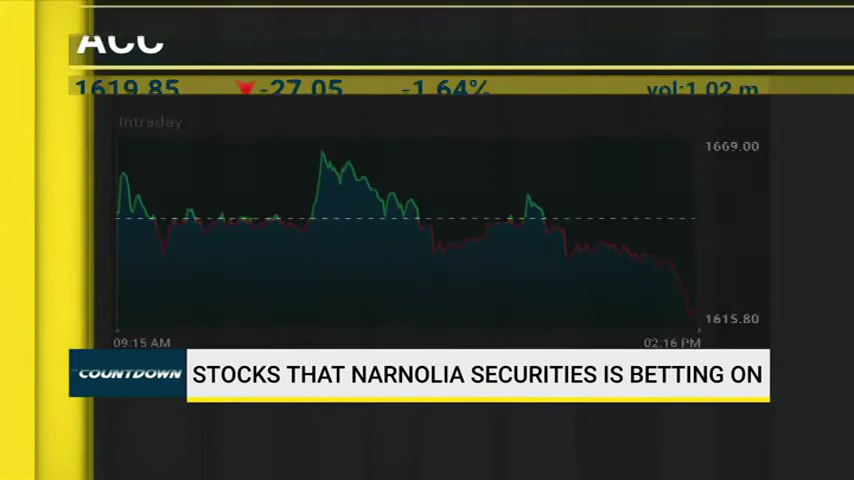 ACC
1619.85 -27.05 -1.64% vol:1.02 m
Intraday
1669.00
1615.80
09:15 AM 02:16 PM
COUNTDOWN STOCKS THAT NARNOLIA SECURITIES IS BETTING ON